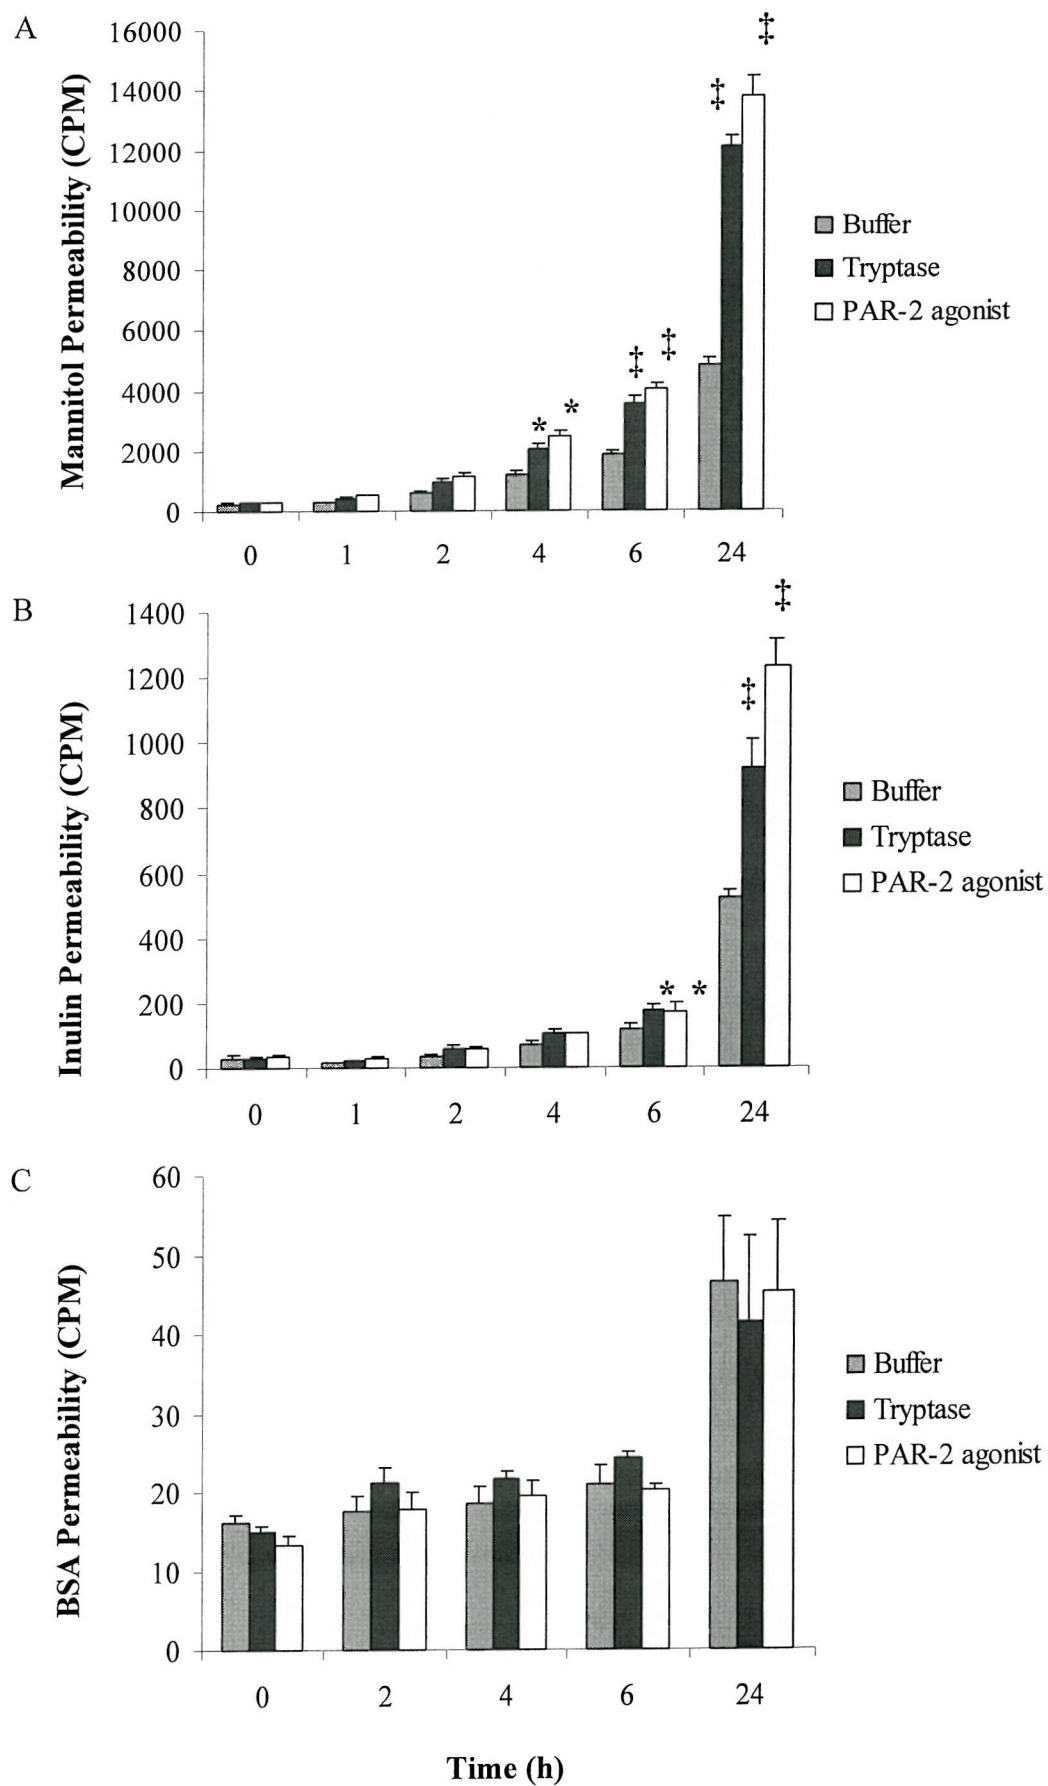 A
Mannitol Permeability (CPM)
16000
14000
12000
10000
8000
6000
4000
2000
0
‡
‡
‡
‡
*
*
0 1 2 4 6 24
Buffer
Tryptase
PAR-2 agonist
B
Inulin Permeability (CPM)
1400
1200
1000
800
600
400
200
0
‡
‡
* *
0 1 2 4 6 24
Buffer
Tryptase
PAR-2 agonist
C
BSA Permeability (CPM)
60
50
40
30
20
10
0
0 2 4 6 24
Buffer
Tryptase
PAR-2 agonist
Time (h)